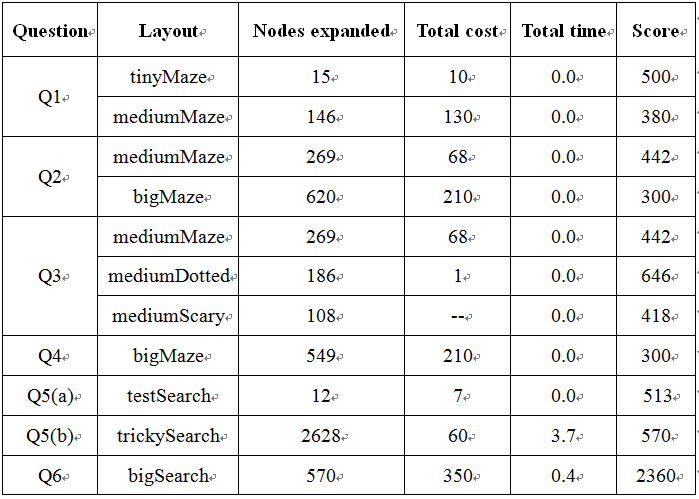 Question Layout Nodes expanded Total cost Total time Score
Q1 tinyMaze 15 10 0.0 500
mediumMaze 146 130 0.0 380
Q2 mediumMaze 269 68 0.0 442
bigMaze 620 210 0.0 300
Q3 mediumMaze 269 68 0.0 442
mediumDotted 186 1 0.0 646
mediumScary 108 -- 0.0 418
Q4 bigMaze 549 210 0.0 300
Q5(a) testSearch 12 7 0.0 513
Q5(b) trickySearch 2628 60 3.7 570
Q6 bigSearch 570 350 0.4 2360